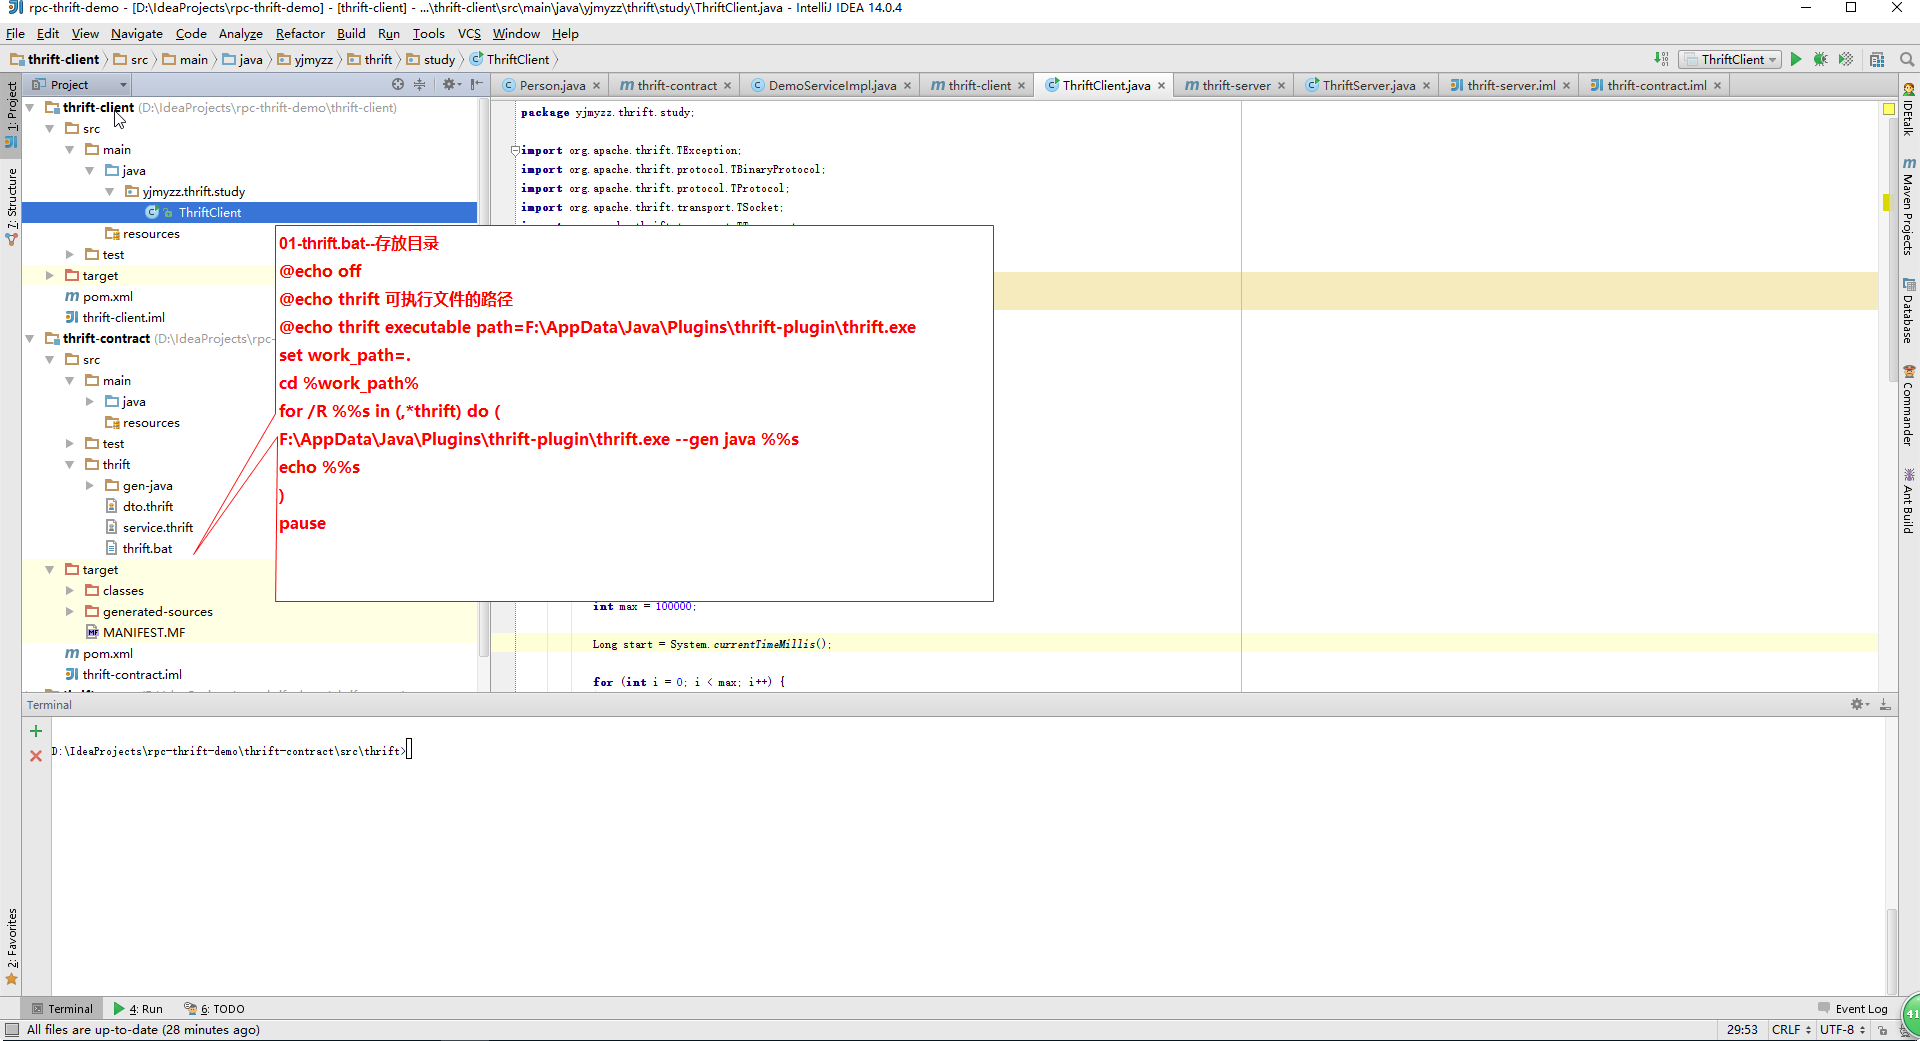 rpc-thrift-demo - [D:\IdeaProjects\rpc-thrift-demo] - [thrift-client] - ...\thrift-client\src\main\java\yjmyzz\thrift\study\ThriftClient.java - IntelliJ IDEA 14.0.4
File Edit View Navigate Code Analyze Refactor Build Run Tools VCS Window Help
thrift-client src main java yjmyzz thrift study ThriftClient
ThriftClient
Project
Person.java thrift-contract DemoServiceImpl.java thrift-client ThriftClient.java thrift-server ThriftServer.java thrift-server.iml thrift-contract.iml
1: Project
7: Structure
2: Favorites
thrift-client (D:\IdeaProjects\rpc-thrift-demo\thrift-client)
src
main
java
yjmyzz.thrift.study
ThriftClient
resources
test
target
pom.xml
thrift-client.iml
thrift-contract (D:\IdeaProjects\rpc-
src
main
java
resources
test
thrift
gen-java
dto.thrift
service.thrift
thrift.bat
target
classes
generated-sources
MANIFEST.MF
pom.xml
thrift-contract.iml
package yjmyzz.thrift.study;
import org.apache.thrift.TException;
import org.apache.thrift.protocol.TBinaryProtocol;
import org.apache.thrift.protocol.TProtocol;
import org.apache.thrift.transport.TSocket;
01-thrift.bat--存放目录
@echo off
@echo thrift 可执行文件的路径
@echo thrift executable path=F:\AppData\Java\Plugins\thrift-plugin\thrift.exe
set work_path=.
cd %work_path%
for /R %%s in (,*thrift) do (
F:\AppData\Java\Plugins\thrift-plugin\thrift.exe --gen java %%s
echo %%s
)
pause
int max = 100000;
Long start = System.currentTimeMillis();
for (int i = 0; i < max; i++) {
IDEtalk
Maven Projects
Database
Commander
Ant Build
Terminal
D:\IdeaProjects\rpc-thrift-demo\thrift-contract\src\thrift>
Terminal 4: Run 6: TODO
Event Log
41
All files are up-to-date (28 minutes ago)
29:53 CRLF UTF-8